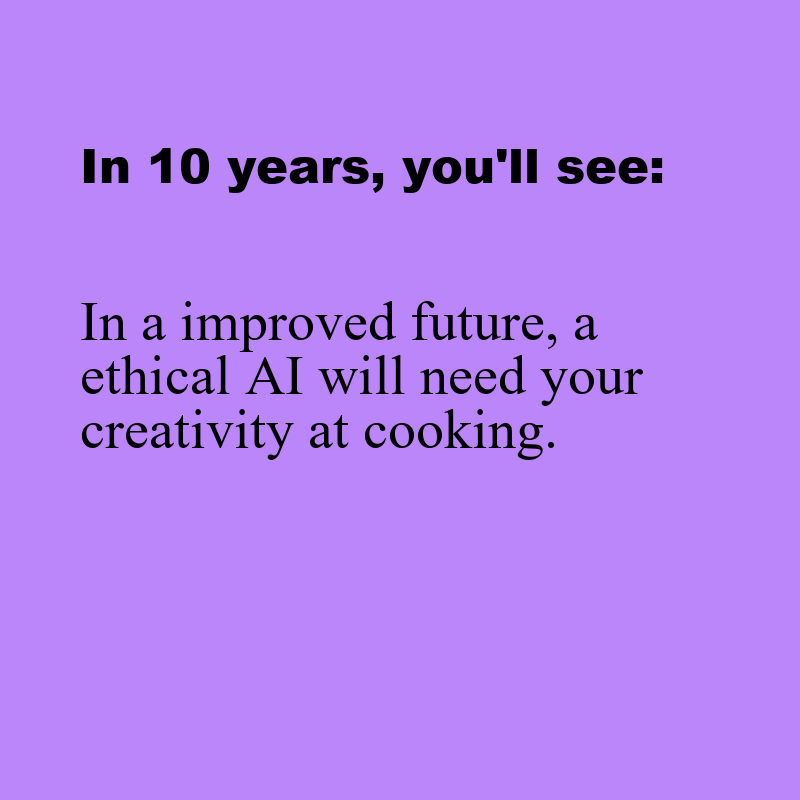 In 10 years, you'll see:
In a improved future, a
ethical AI will need your
creativity at cooking.